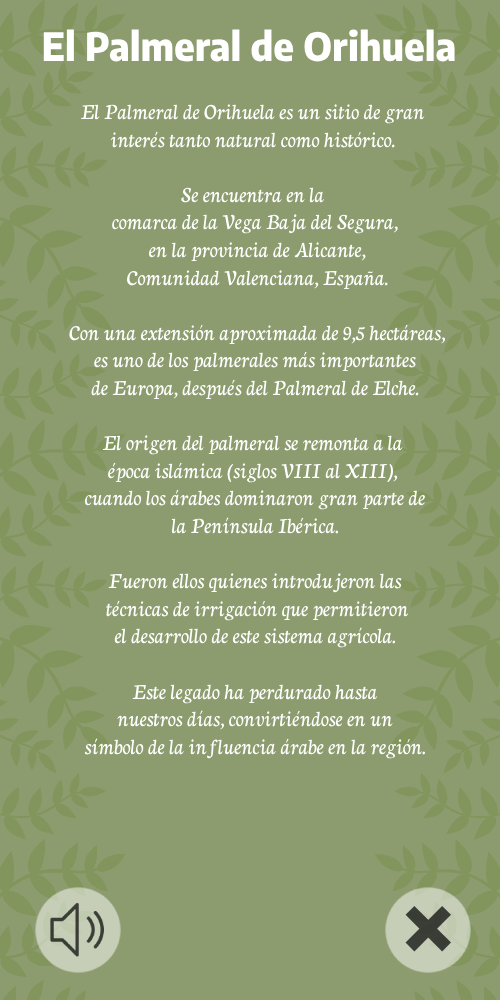 El Palmeral de Orihuela
El Palmeral de Orihuela es un sitio de gran
interés tanto natural como histórico.
Se encuentra en la
comarca de la Vega Baja del Segura,
en la provincia de Alicante,
Comunidad Valenciana, España.
Con una extensión aproximada de 9,5 hectáreas,
es uno de los palmerales más importantes
de Europa, después del Palmeral de Elche.
El origen del palmeral se remonta a la
época islámica (siglos VIII al XIII),
cuando los árabes dominaron gran parte de
la Península Ibérica.
Fueron ellos quienes introdujeron las
técnicas de irrigación que permitieron
el desarrollo de este sistema agrícola.
Este legado ha perdurado hasta
nuestros días, convirtiéndose en un
símbolo de la influencia árabe en la región.